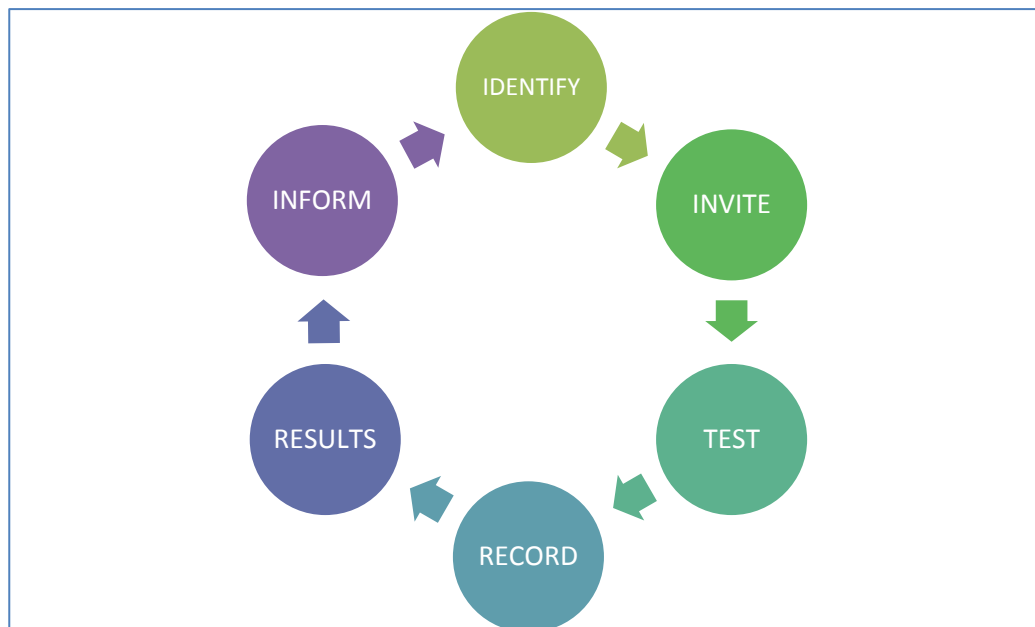 IDENTIFY
INVITE
TEST
RECORD
RESULTS
INFORM